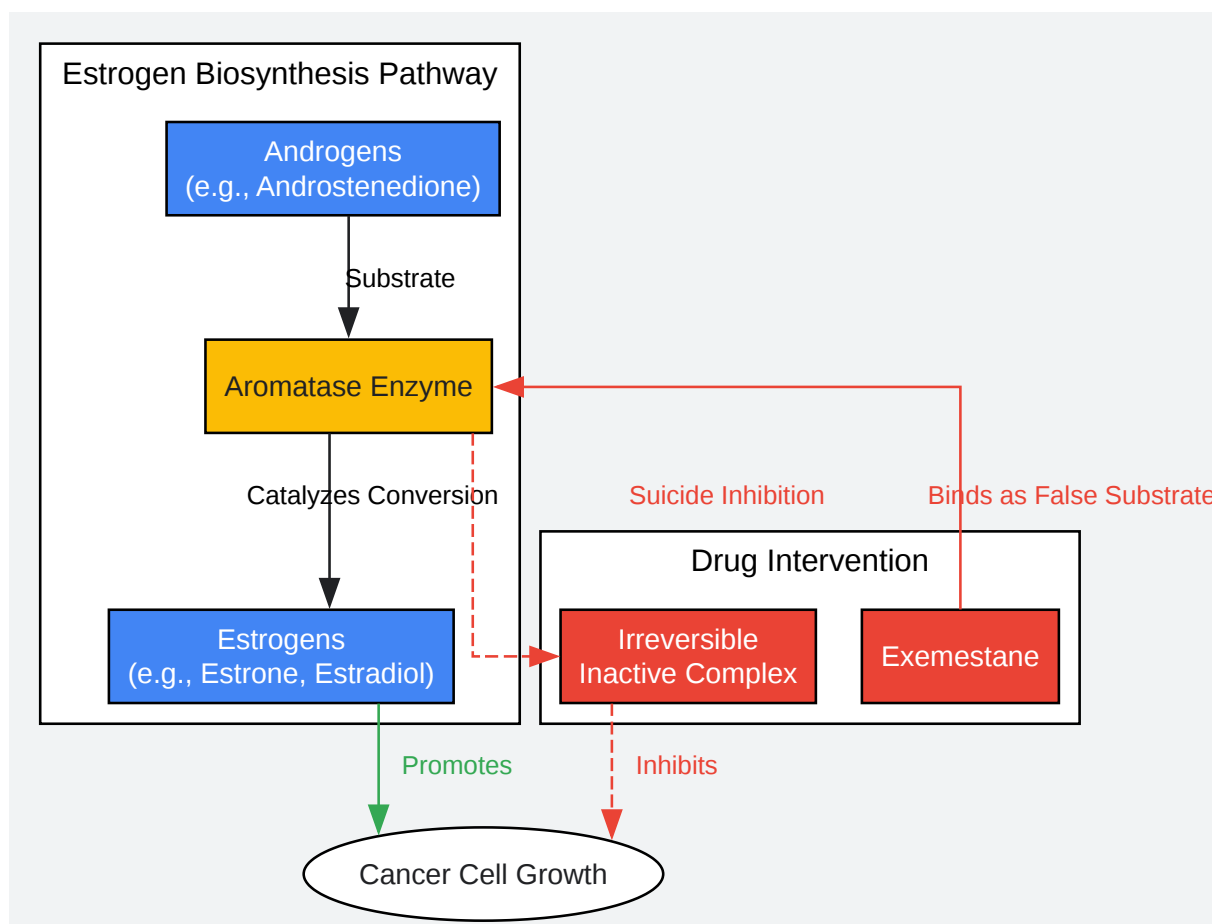 Estrogen Biosynthesis Pathway
Androgens
(e.g., Androstenedione)
Substrate
Aromatase Enzyme
Catalyzes Conversion
Suicide Inhibition
Binds as False Substrate
Drug Intervention
Estrogens
(e.g., Estrone, Estradiol)
Irreversible
Inactive Complex
Exemestane
Promotes
Inhibits
Cancer Cell Growth